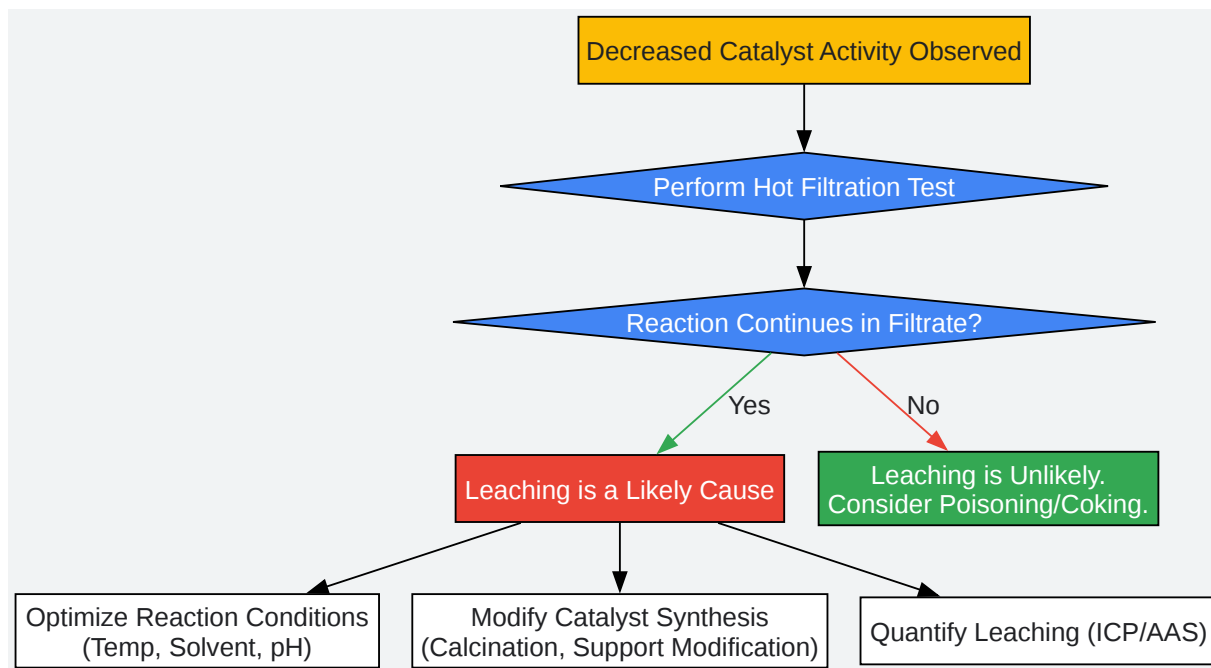 Decreased Catalyst Activity Observed
Perform Hot Filtration Test
Reaction Continues in Filtrate?
Yes
No
Leaching is a Likely Cause
Leaching is Unlikely.
Consider Poisoning/Coking.
Optimize Reaction Conditions
(Temp, Solvent, pH)
Modify Catalyst Synthesis
(Calcination, Support Modification)
Quantify Leaching (ICP/AAS)